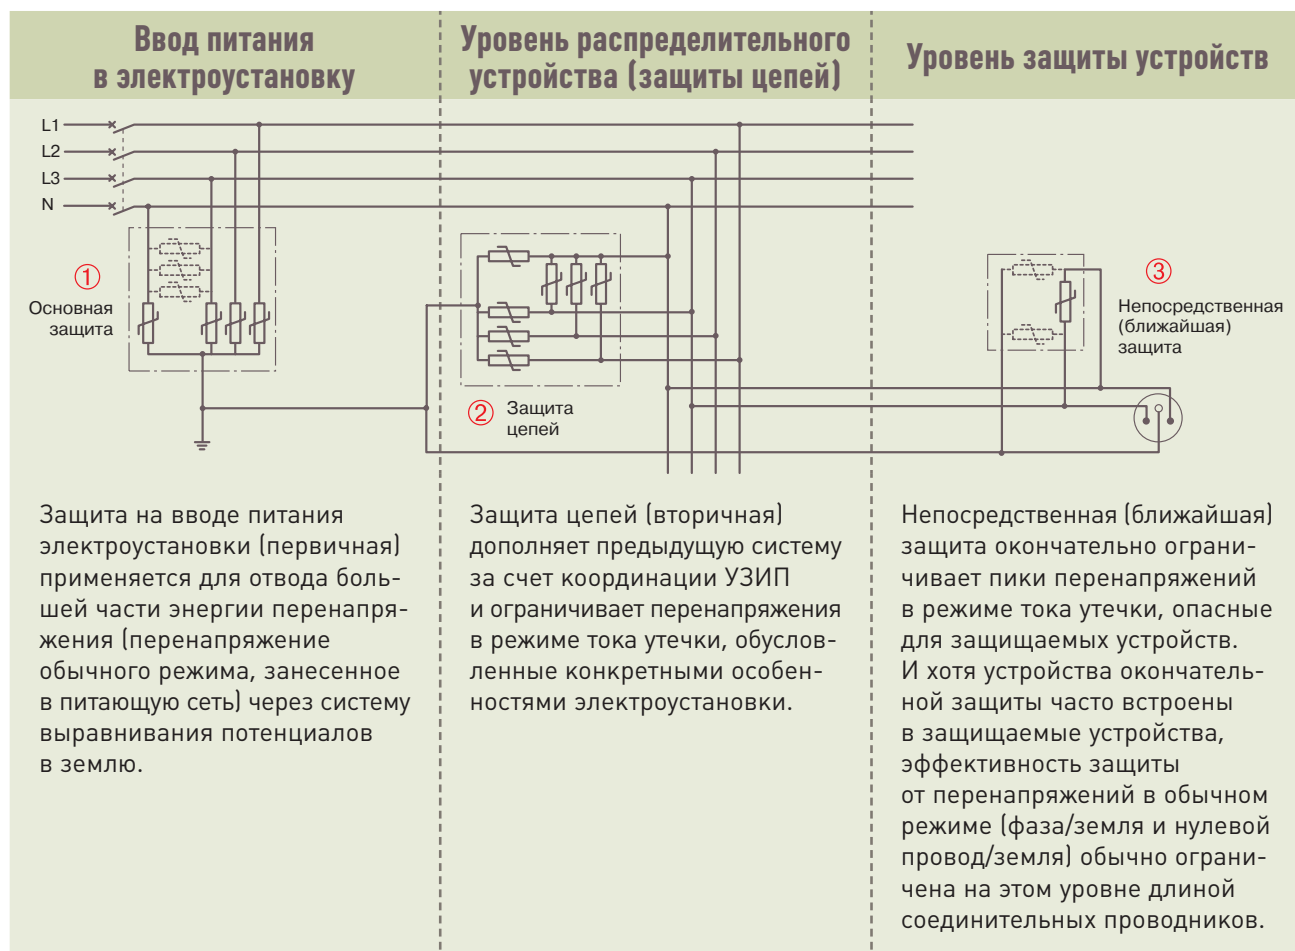 Ввод питания
в электроустановку
Уровень распределительного
устройства (защиты цепей)
Уровень защиты устройств
L1
L2
L3
N
1
Основная
защита
2
Защита
цепей
3
Непосредственная
(ближайшая)
защита
Защита на вводе питания
электроустановки (первичная)
применяется для отвода боль-
шей части энергии перенапря-
жения (перенапряжение
обычного режима, занесенное
в питающую сеть) через систему
выравнивания потенциалов
в землю.
Защита цепей (вторичная)
дополняет предыдущую систему
за счет координации УЗИП
и ограничивает перенапряжения
в режиме тока утечки, обуслов-
ленные конкретными особен-
ностями электроустановки.
Непосредственная (ближайшая)
защита окончательно ограни-
чивает пики перенапряжений
в режиме тока утечки, опасные
для защищаемых устройств.
И хотя устройства окончатель-
ной защиты часто встроены
в защищаемые устройства,
эффективность защиты
от перенапряжений в обычном
режиме (фаза/земля и нулевой
провод/земля) обычно ограни-
чена на этом уровне длиной
соединительных проводников.